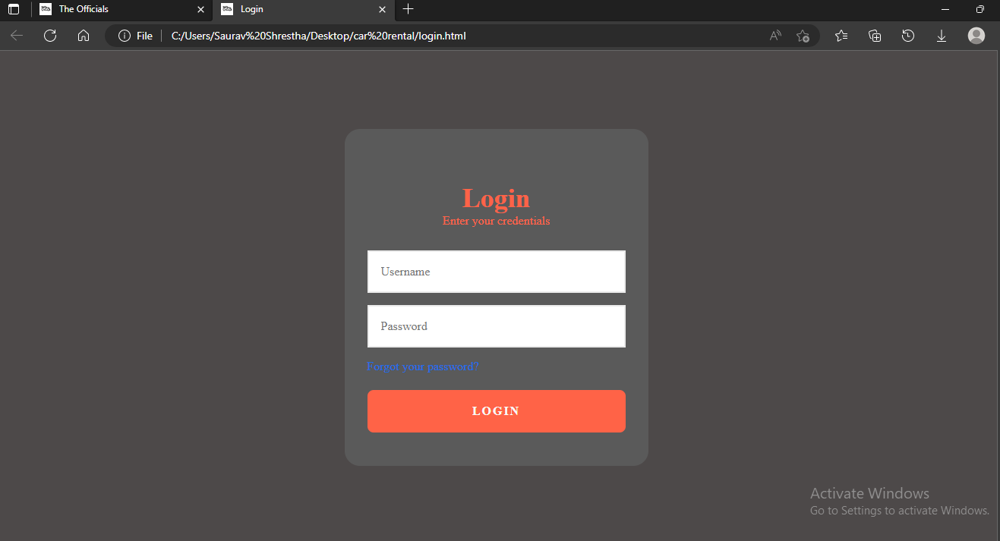 The Officials
Login
File
C:/Users/Saurav%20Shrestha/Desktop/car%20rental/login.html
Login
Enter your credentials
Username
Password
Forgot your password?
LOGIN
Activate Windows
Go to Settings to activate Windows.